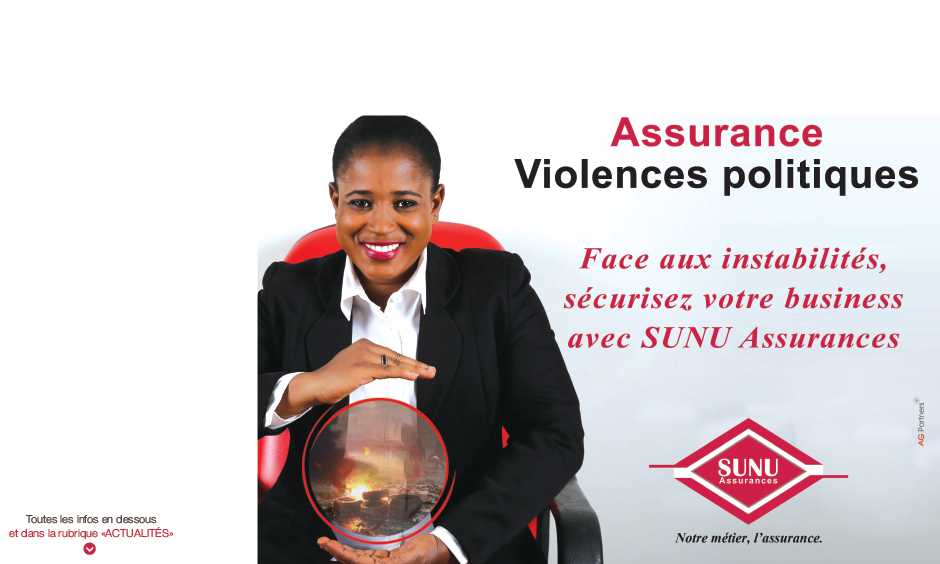 Assurance
Violences politiques
Face aux instabilités,
sécurisez votre business
avec SUNU Assurances
AG Partners
SUNU
Assurances
Notre métier, l'assurance.
Toutes les infos en dessous
et dans la rubrique «ACTUALITÉS»